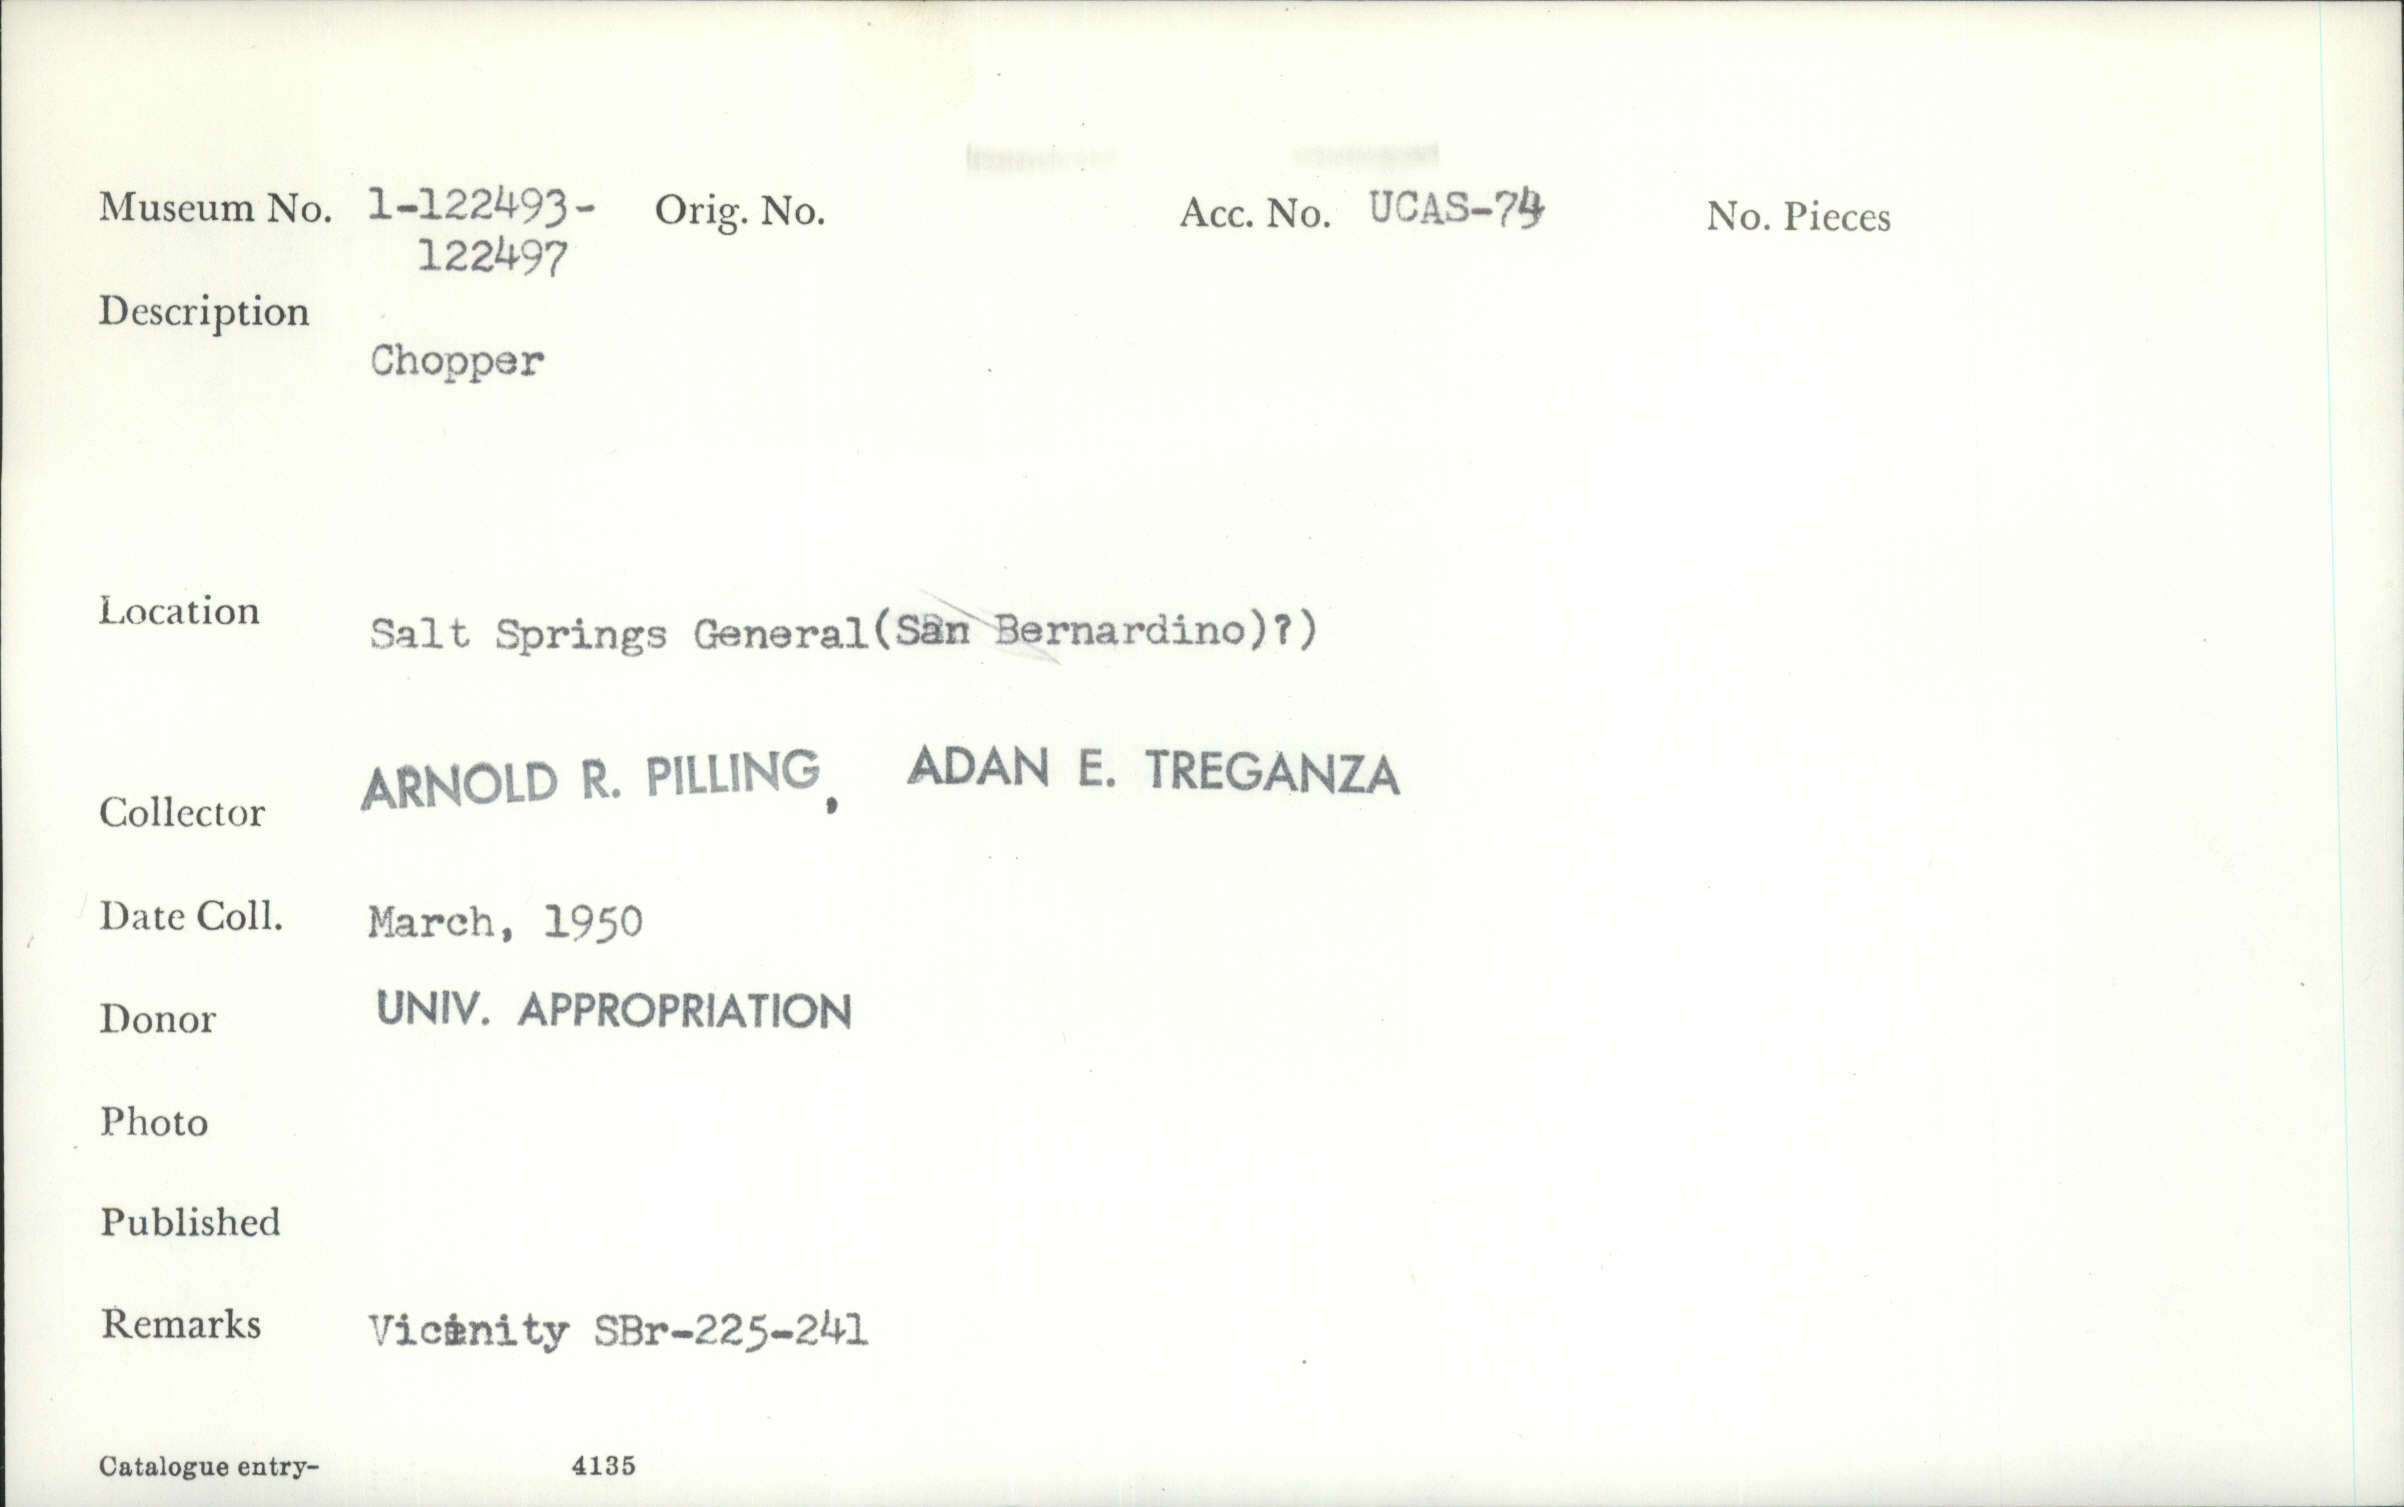 Museum No. 1-122493- Orig. No. Acc. No. UCAS-74 No. Pieces
122497
Description
Chopper
Location
Salt Springs General(San Bernardino)?)
ARNOLD R. PILLING, ADAN E. TREGANZA
Collector
Date Coll. March, 1950
Donor UNIV. APPROPRIATION
Photo
Published
Remarks Vicinity SBr-225-241
Catalogue entry- 4135